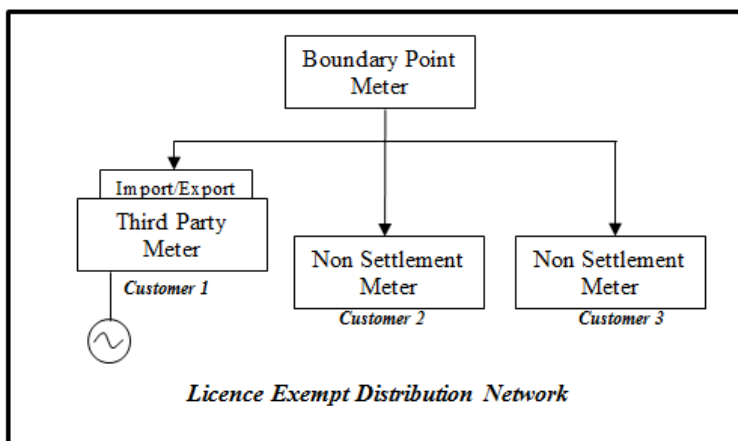 Boundary Point
Meter
Import/Export
Third Party
Meter
Customer 1
Non Settlement
Meter
Customer 2
Non Settlement
Meter
Customer 3
Licence Exempt Distribution Network